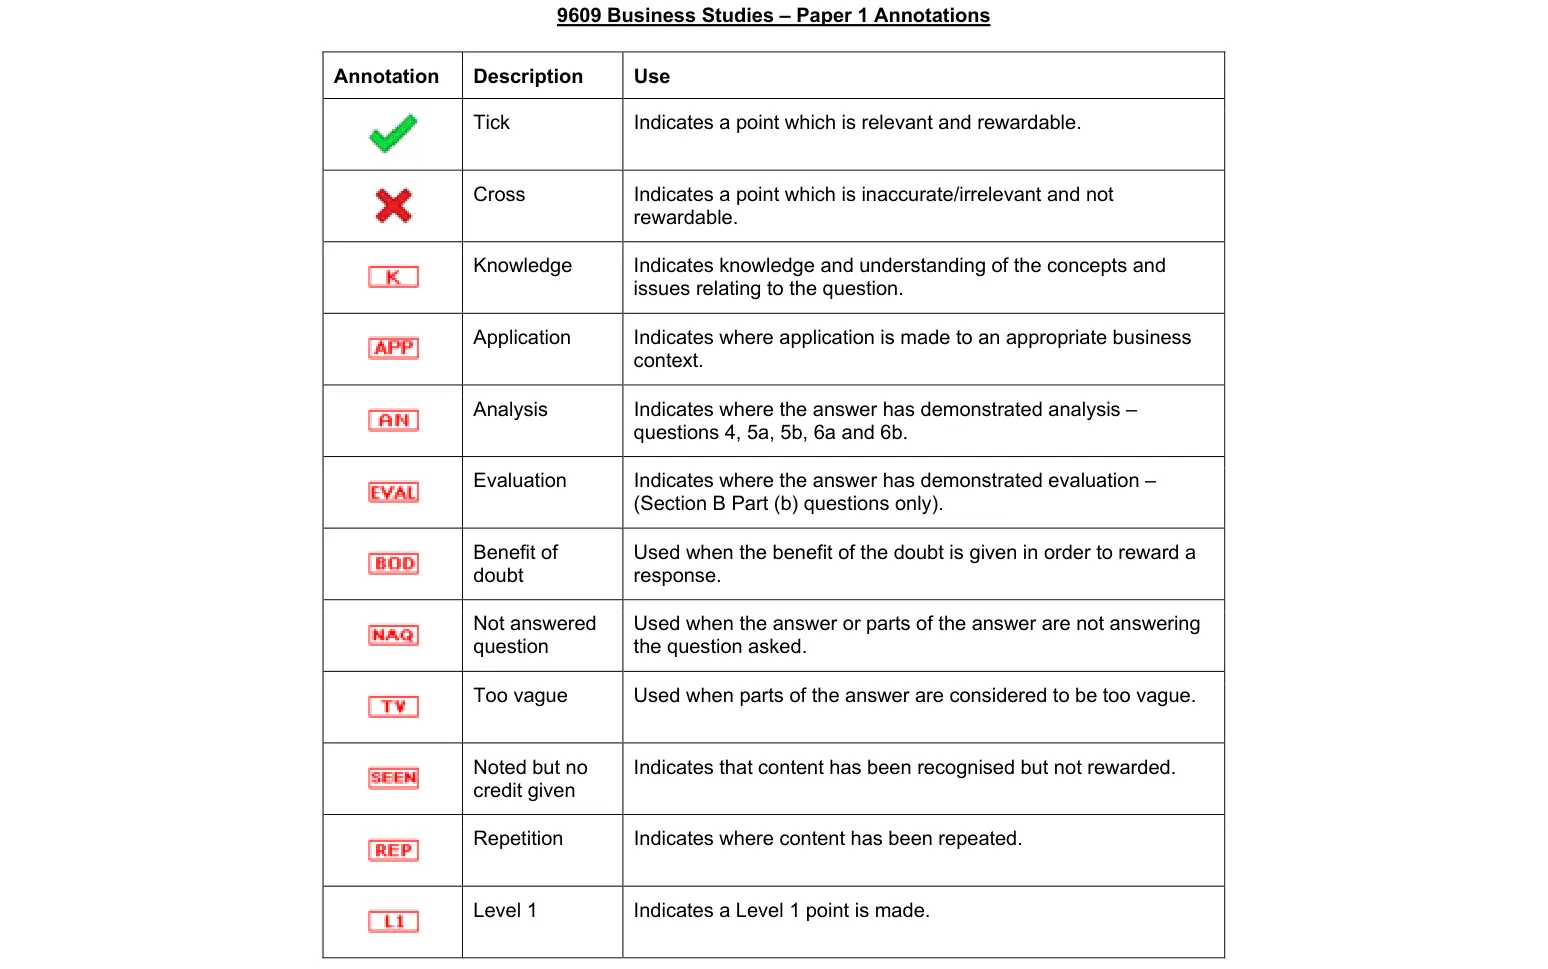 9609 Business Studies – Paper 1 Annotations
Annotation Description Use
Tick Indicates a point which is relevant and rewardable.
Cross Indicates a point which is inaccurate/irrelevant and not
rewardable.
K Knowledge Indicates knowledge and understanding of the concepts and
issues relating to the question.
APP Application Indicates where application is made to an appropriate business
context.
AN Analysis Indicates where the answer has demonstrated analysis –
questions 4, 5a, 5b, 6a and 6b.
EVAL Evaluation Indicates where the answer has demonstrated evaluation –
(Section B Part (b) questions only).
BOD Benefit of Used when the benefit of the doubt is given in order to reward a
doubt response.
NAQ Not answered Used when the answer or parts of the answer are not answering
question the question asked.
TV Too vague Used when parts of the answer are considered to be too vague.
SEEN Noted but no Indicates that content has been recognised but not rewarded.
credit given
REP Repetition Indicates where content has been repeated.
L1 Level 1 Indicates a Level 1 point is made.